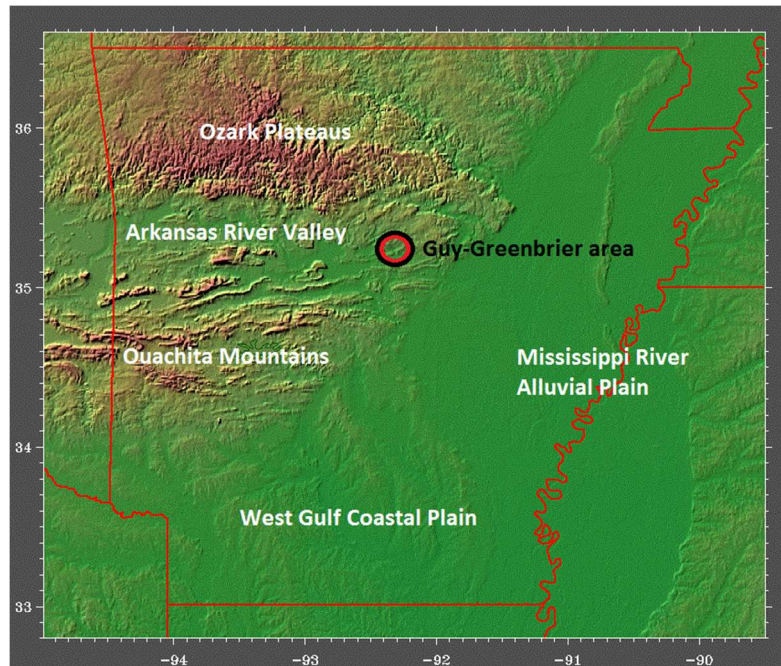 Ozark Plateaus
Arkansas River Valley
Guy-Greenbrier area
Ouachita Mountains
Mississippi River
Alluvial Plain
West Gulf Coastal Plain
36
35
34
33
−94
−93
−92
−91
−90